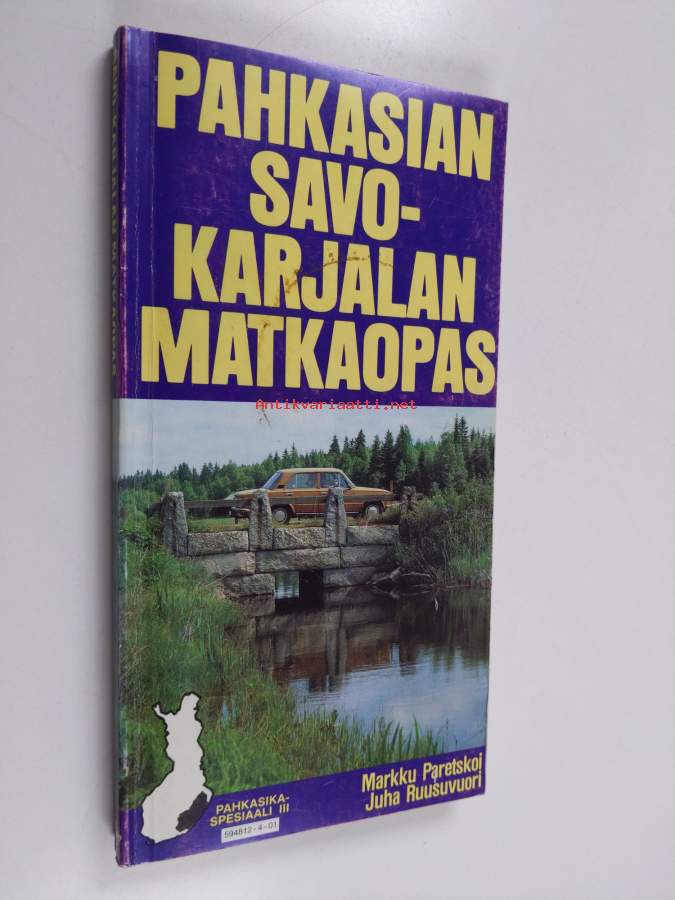 PAHKASIAN
SAVO-
KARJALAN
MATKAOPAS
Antikvariaatti.net
Markku Paretskoi
Juha Ruusuvuori
PAHKASIKA-
SPESIAALI III
594812-4-01